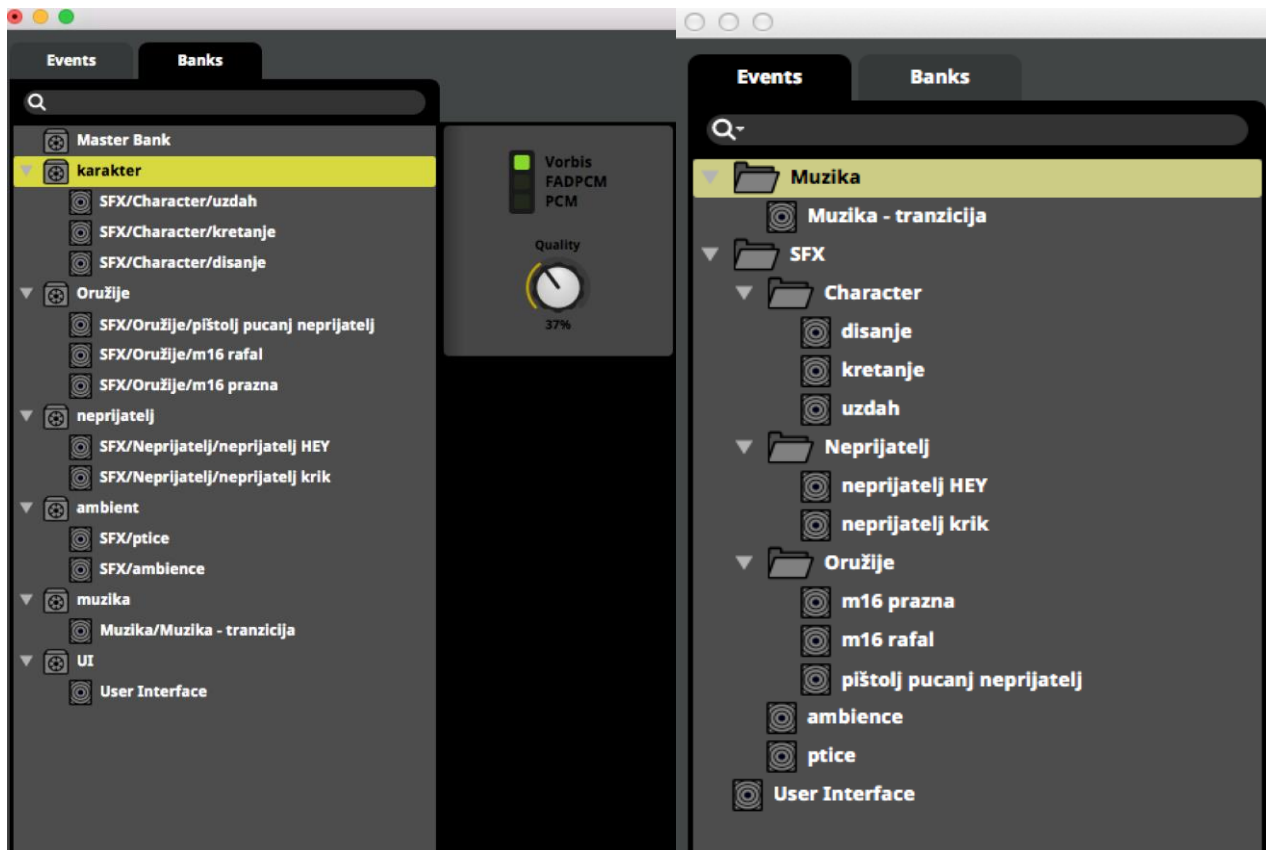 Events
Banks
Master Bank
karakter
SFX/Character/uzdah
SFX/Character/kretanje
SFX/Character/disanje
Oružije
SFX/Oružije/pištolj pucanj neprijatelj
SFX/Oružije/m16 rafal
SFX/Oružije/m16 prazna
neprijatelj
SFX/Neprijatelj/neprijatelj HEY
SFX/Neprijatelj/neprijatelj krik
ambient
SFX/ptice
SFX/ambience
muzika
Muzika/Muzika - tranzicija
UI
User Interface
Vorbis
FADPCM
PCM
Quality
37%
Events
Banks
Muzika
Muzika - tranzicija
SFX
Character
disanje
kretanje
uzdah
Neprijatelj
neprijatelj HEY
neprijatelj krik
Oružije
m16 prazna
m16 rafal
pištolj pucanj neprijatelj
ambience
ptice
User Interface